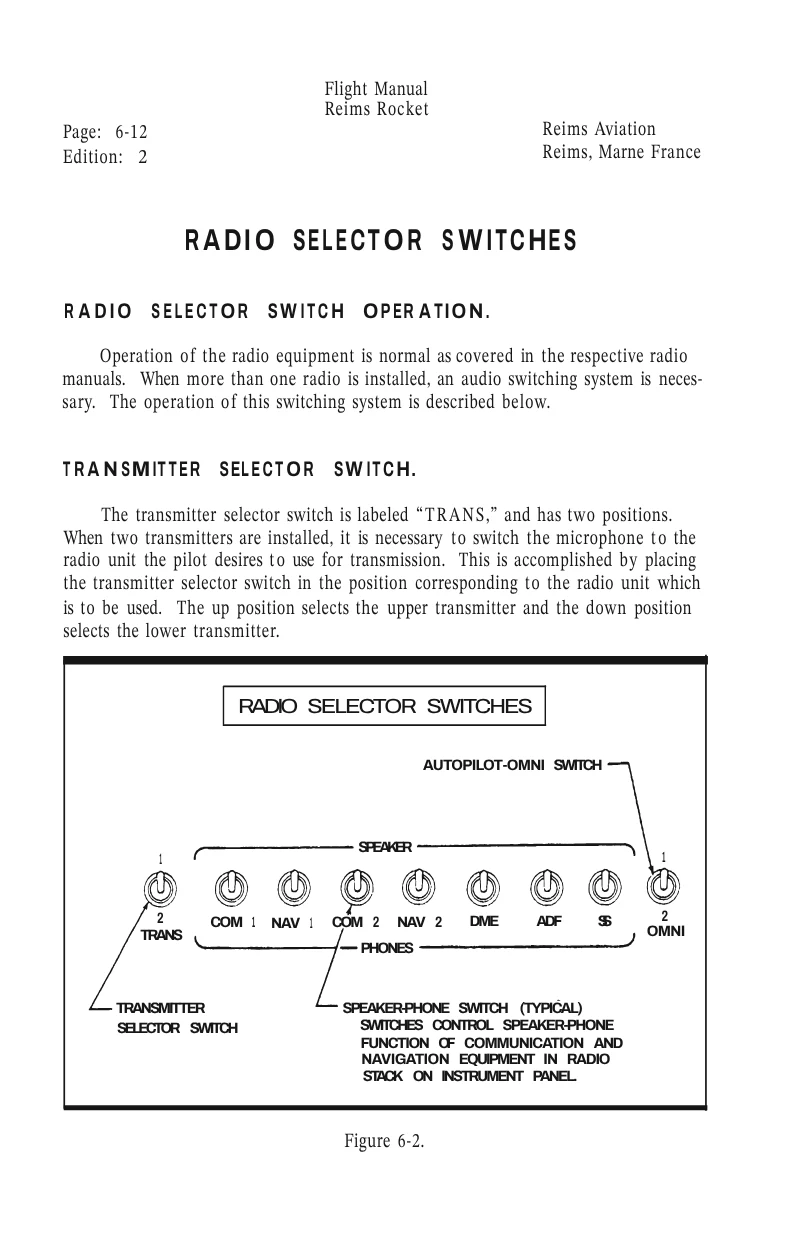 Flight Manual
Reims Rocket
Page: 6-12
Edition: 2
Reims Aviation
Reims, Marne France
RADIO SELECTOR SWITCHES
RADIO SELECTOR SWITCH OPERATION.
Operation of the radio equipment is normal as covered in the respective radio
manuals. When more than one radio is installed, an audio switching system is neces-
sary. The operation of this switching system is described below.
TRANSMITTER SELECTOR SWITCH.
The transmitter selector switch is labeled “TRANS,” and has two positions.
When two transmitters are installed, it is necessary to switch the microphone to the
radio unit the pilot desires to use for transmission. This is accomplished by placing
the transmitter selector switch in the position corresponding to the radio unit which
is to be used. The up position selects the upper transmitter and the down position
selects the lower transmitter.
RADIO SELECTOR SWITCHES
AUTOPILOT-OMNI SWITCH
SPEAKER
1
1
2
TRANS
COM 1
NAV 1
COM 2
NAV 2
DME
ADF
SS
2
OMNI
PHONES
TRANSMITTER
SELECTOR SWITCH
SPEAKER-PHONE SWITCH (TYPICAL)
SWITCHES CONTROL SPEAKER-PHONE
FUNCTION OF COMMUNICATION AND
NAVIGATION EQUIPMENT IN RADIO
STACK ON INSTRUMENT PANEL.
Figure 6-2.